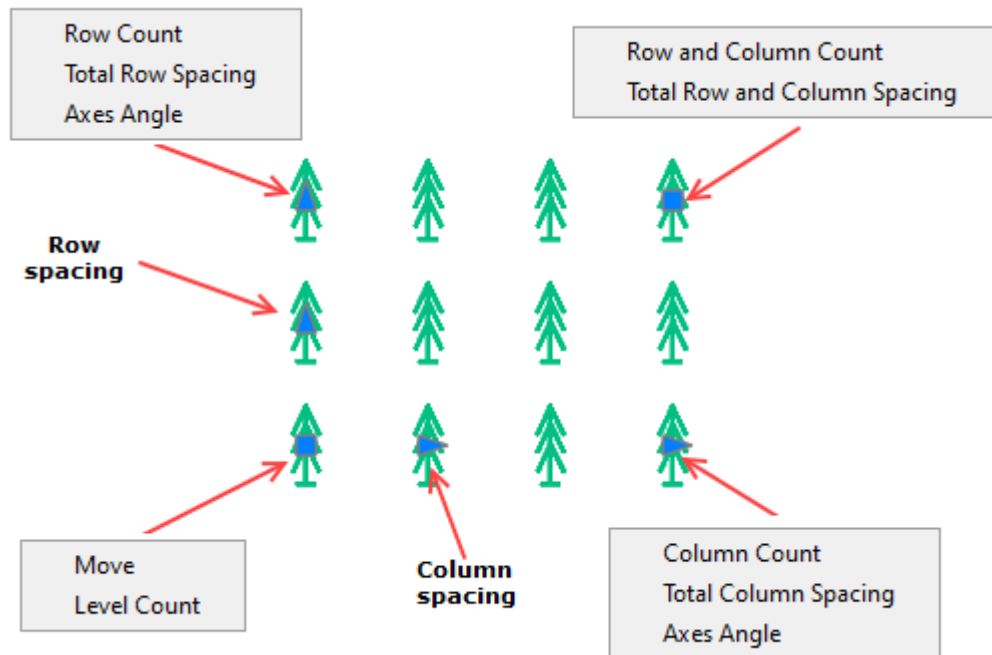 Row Count
Total Row Spacing
Axes Angle
Row and Column Count
Total Row and Column Spacing
Row
spacing
Move
Level Count
Column
spacing
Column Count
Total Column Spacing
Axes Angle